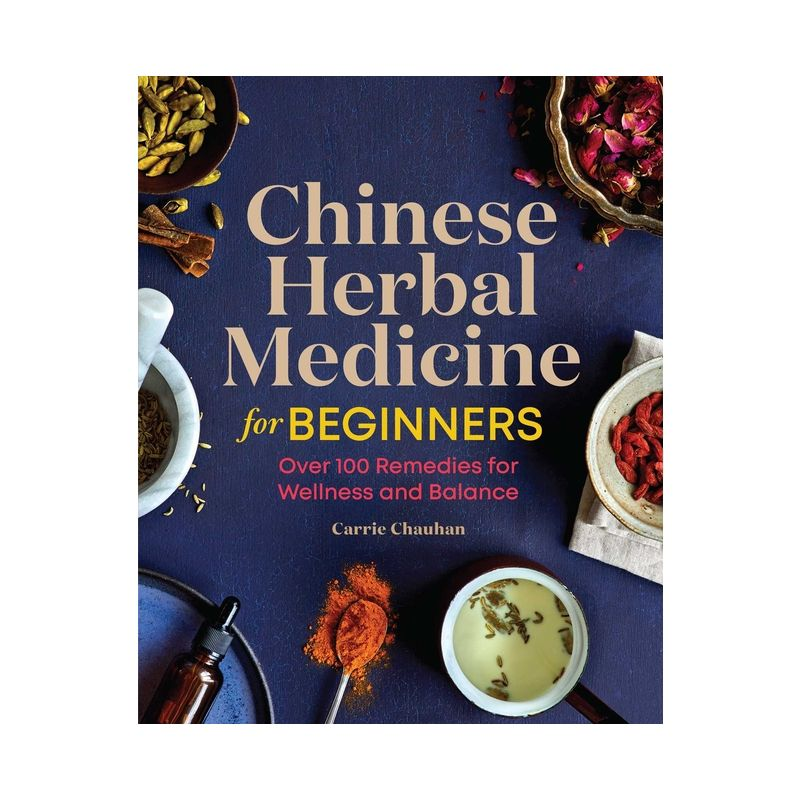 Chinese
Herbal
Medicine
for BEGINNERS
Over 100 Remedies for
Wellness and Balance
Carrie Chauhan